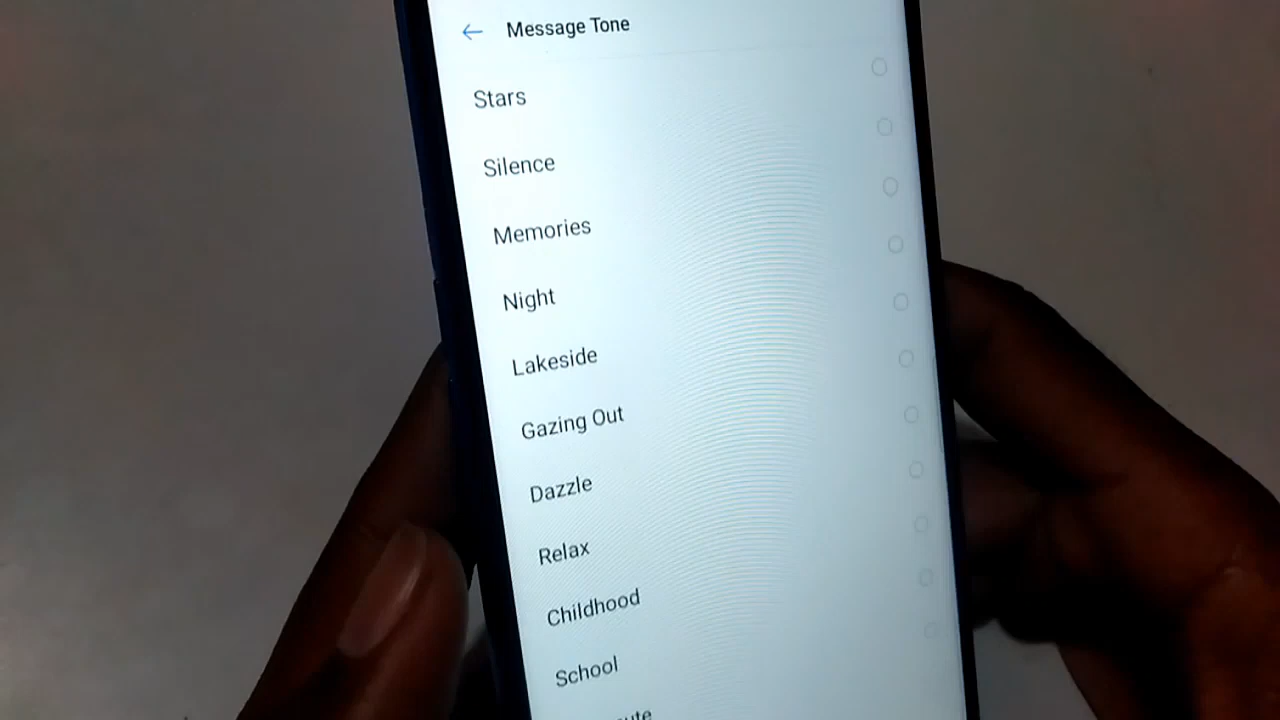 Message Tone
Stars
Silence
Memories
Night
Lakeside
Gazing Out
Dazzle
Relax
Childhood
School